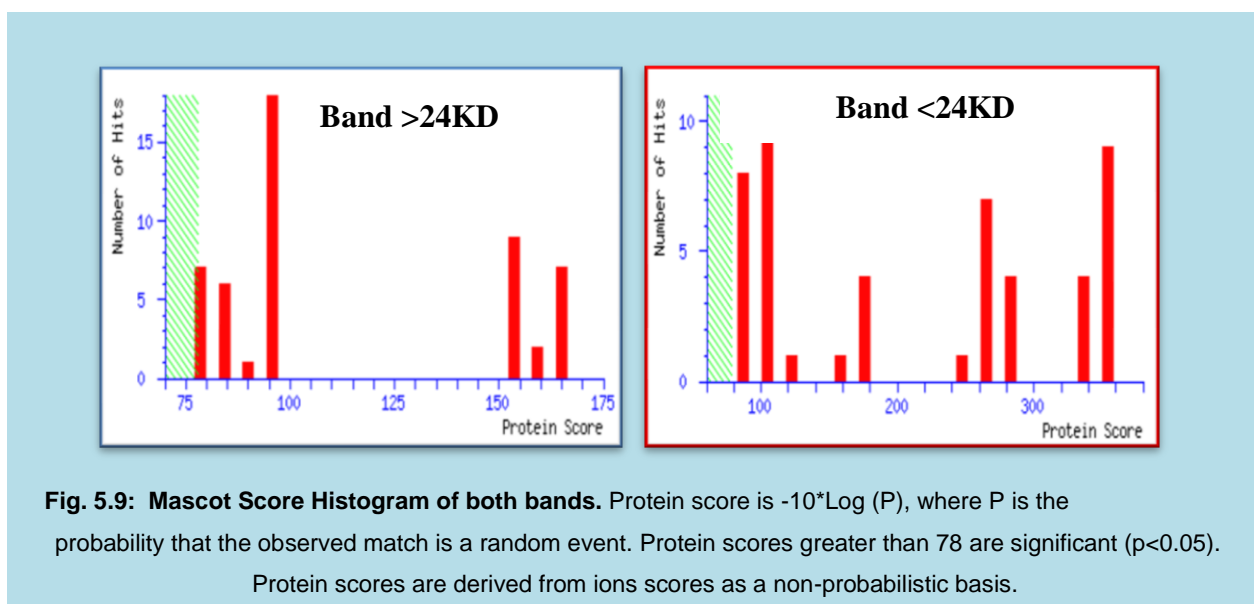 Band >24KD
Number of Hits
15
10
5
0
75 100 125 150 175
Protein Score
Band <24KD
Number of Hits
10
5
0
100 200 300
Protein Score
Fig. 5.9: Mascot Score Histogram of both bands. Protein score is -10*Log (P), where P is the
probability that the observed match is a random event. Protein scores greater than 78 are significant (p<0.05).
Protein scores are derived from ions scores as a non-probabilistic basis.